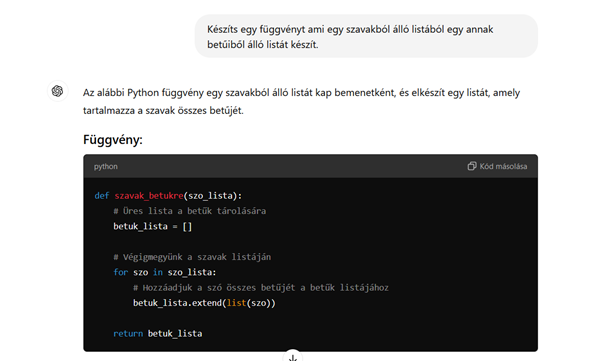 Készíts egy függvényt ami egy szavakból álló listából egy annak
betűiből álló listát készít.
Az alábbi Python függvény egy szavakból álló listát kap bemenetként, és elkészít egy listát, amely
tartalmazza a szavak összes betűjét.
Függvény:
python
Kód másolása
def szavak_betukre(szo_lista):
    # Üres lista a betűk tárolására
    betuk_lista = []
    # Végigmegyünk a szavak listáján
    for szo in szo_lista:
        # Hozzáadjuk a szó összes betűjét a betűk listájához
        betuk_lista.extend(list(szo))
    return betuk_lista